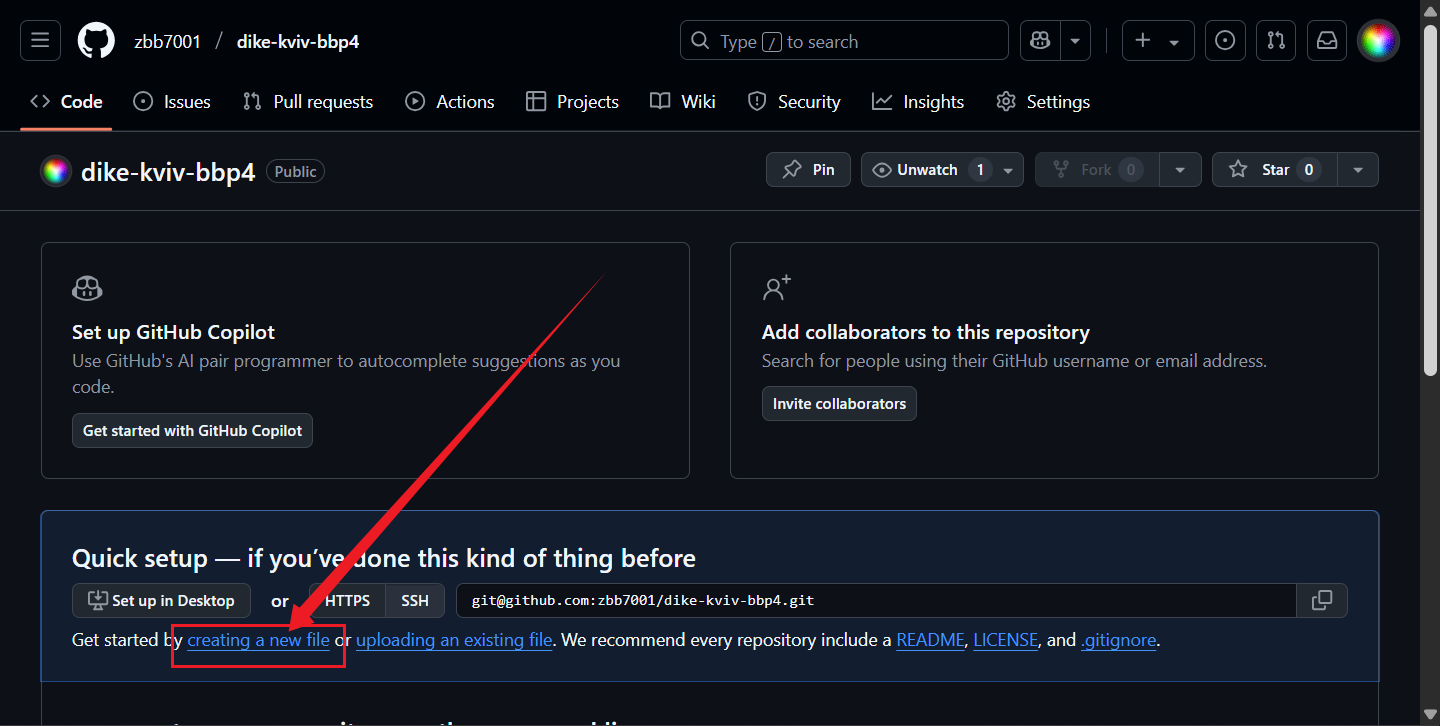 zbb7001 / dike-kviv-bbp4
Type / to search
Code Issues Pull requests Actions Projects Wiki Security Insights Settings
dike-kviv-bbp4 Public
Pin Unwatch 1 Fork 0 Star 0
Set up GitHub Copilot
Use GitHub's AI pair programmer to autocomplete suggestions as you
code.
Get started with GitHub Copilot
Add collaborators to this repository
Search for people using their GitHub username or email address.
Invite collaborators
Quick setup — if you’ve done this kind of thing before
Set up in Desktop or HTTPS SSH git@github.com:zbb7001/dike-kviv-bbp4.git
Get started by creating a new file or uploading an existing file. We recommend every repository include a README, LICENSE, and .gitignore.